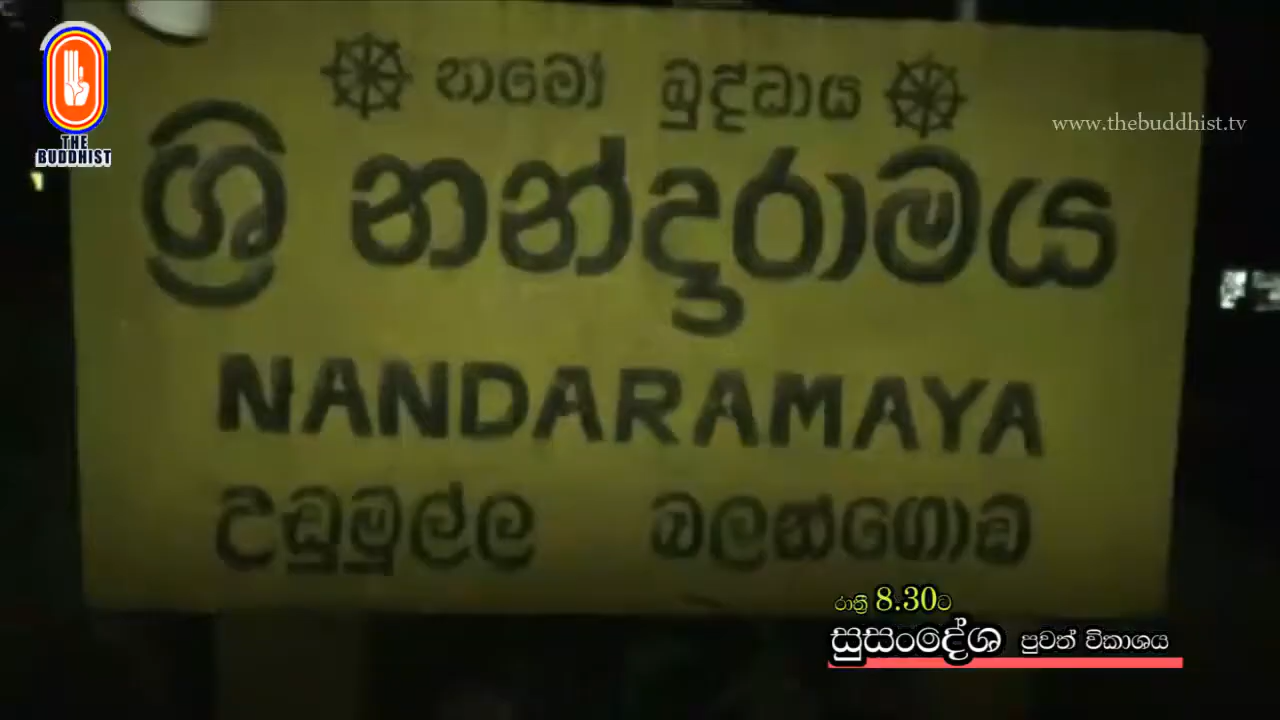 THE
BUDDHIST
www.thebuddhist.tv
නමෝ බුද්ධාය
ශ්‍රී නන්දාරාමය
NANDARAMAYA
උඩුමුල්ල බලන්ගොඩ
රාත්‍රී 8.30ට
සුසංදේශ පුවත් විකාශය